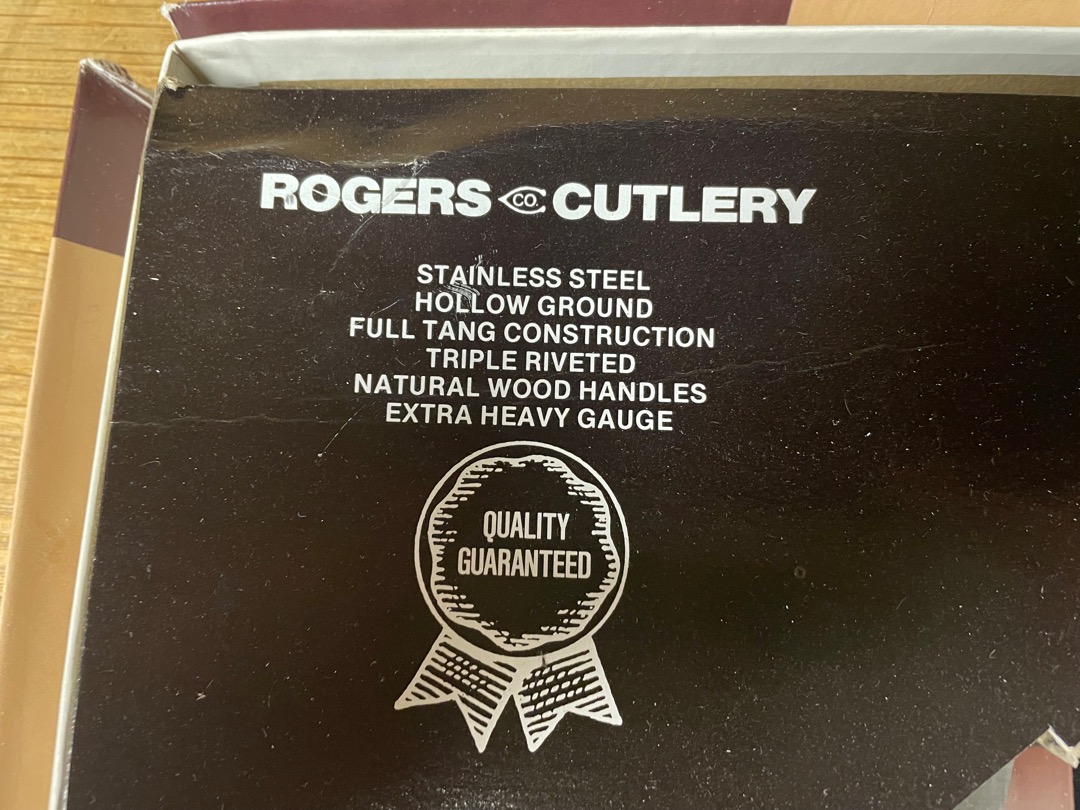 ROGERS CO. CUTLERY
STAINLESS STEEL
HOLLOW GROUND
FULL TANG CONSTRUCTION
TRIPLE RIVETED
NATURAL WOOD HANDLES
EXTRA HEAVY GAUGE
QUALITY
GUARANTEED